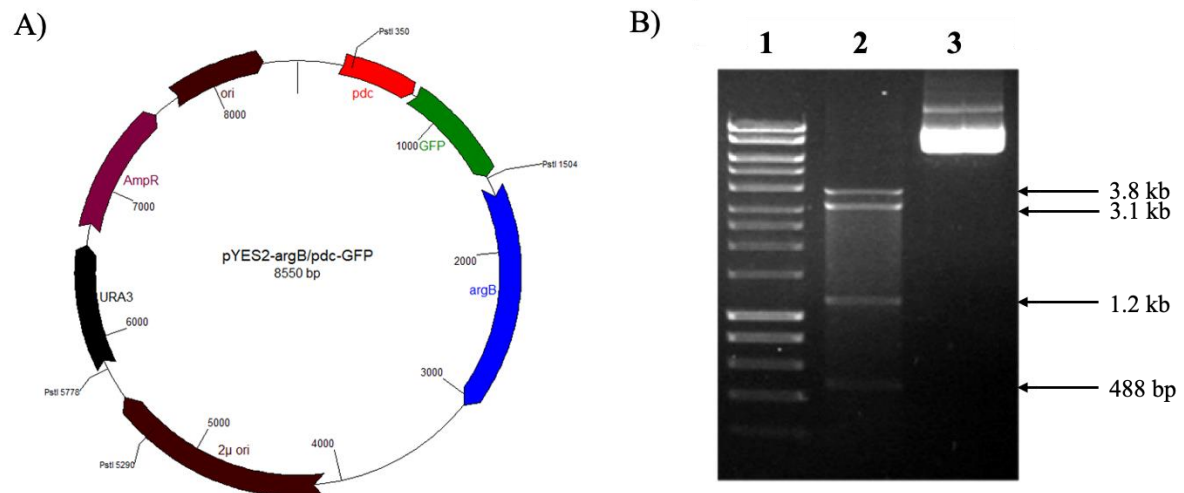 A)
PstI 350
pdc
GFP
1000
PstI 1504
2000
argB
3000
4000
5000
2µ ori
PstI 5290
PstI 5778
6000
URA3
7000
AmpR
8000
ori
pYES2-argB/pdc-GFP
8550 bp
B)
1 2 3
3.8 kb
3.1 kb
1.2 kb
488 bp